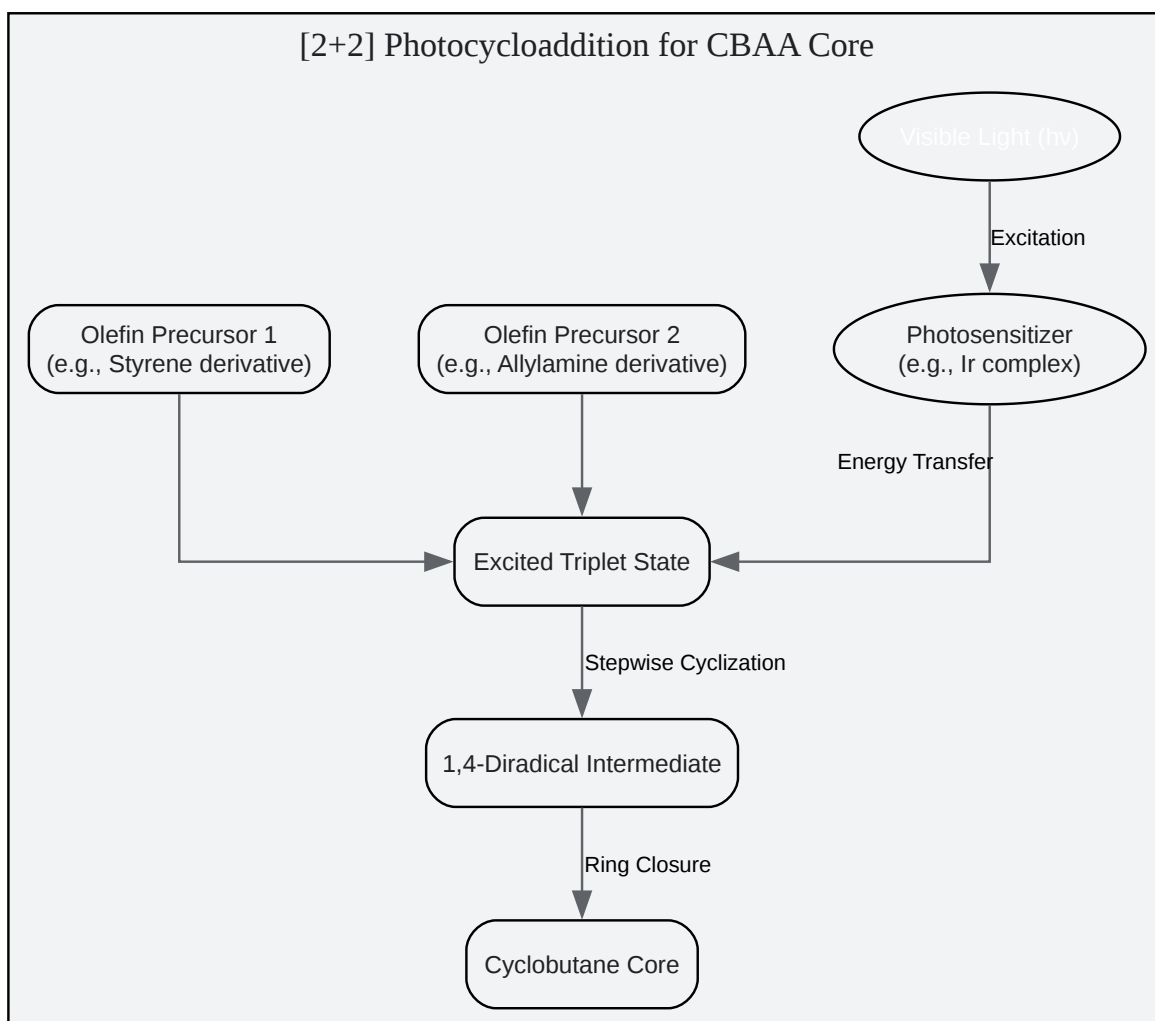 [2+2] Photocycloaddition for CBAA Core
Visible Light (hν)
Excitation
Olefin Precursor 1
(e.g., Styrene derivative)
Olefin Precursor 2
(e.g., Allylamine derivative)
Photosensitizer
(e.g., Ir complex)
Energy Transfer
Excited Triplet State
Stepwise Cyclization
1,4-Diradical Intermediate
Ring Closure
Cyclobutane Core